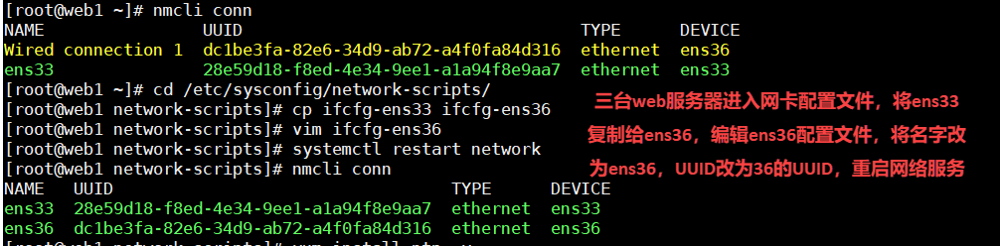 [root@web1 ~]# nmcli conn
NAME                UUID                                  TYPE      DEVICE
Wired connection 1  dc1be3fa-82e6-34d9-ab72-a4f0fa84d316  ethernet  ens36
ens33               28e59d18-f8ed-4e34-9ee1-a1a94f8e9aa7  ethernet  ens33
[root@web1 ~]# cd /etc/sysconfig/network-scripts/
[root@web1 network-scripts]# cp ifcfg-ens33 ifcfg-ens36
[root@web1 network-scripts]# vim ifcfg-ens36
[root@web1 network-scripts]# systemctl restart network
[root@web1 network-scripts]# nmcli conn
NAME   UUID                                  TYPE      DEVICE
ens33  28e59d18-f8ed-4e34-9ee1-a1a94f8e9aa7  ethernet  ens33
ens36  dc1be3fa-82e6-34d9-ab72-a4f0fa84d316  ethernet  ens36
三台web服务器进入网卡配置文件，将ens33
复制给ens36，编辑ens36配置文件，将名字改
为ens36，UUID改为36的UUID，重启网络服务